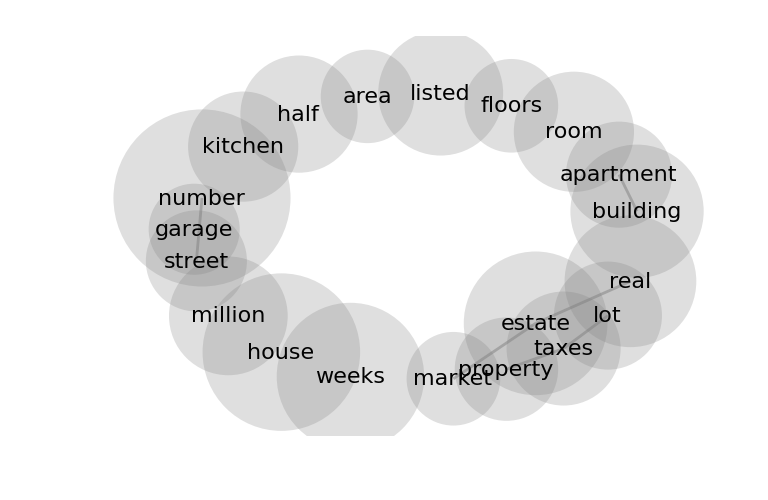 listed
area
floors
half
room
kitchen
apartment
number
building
garage
street
real
million
lot
estate
taxes
house
property
weeks
market